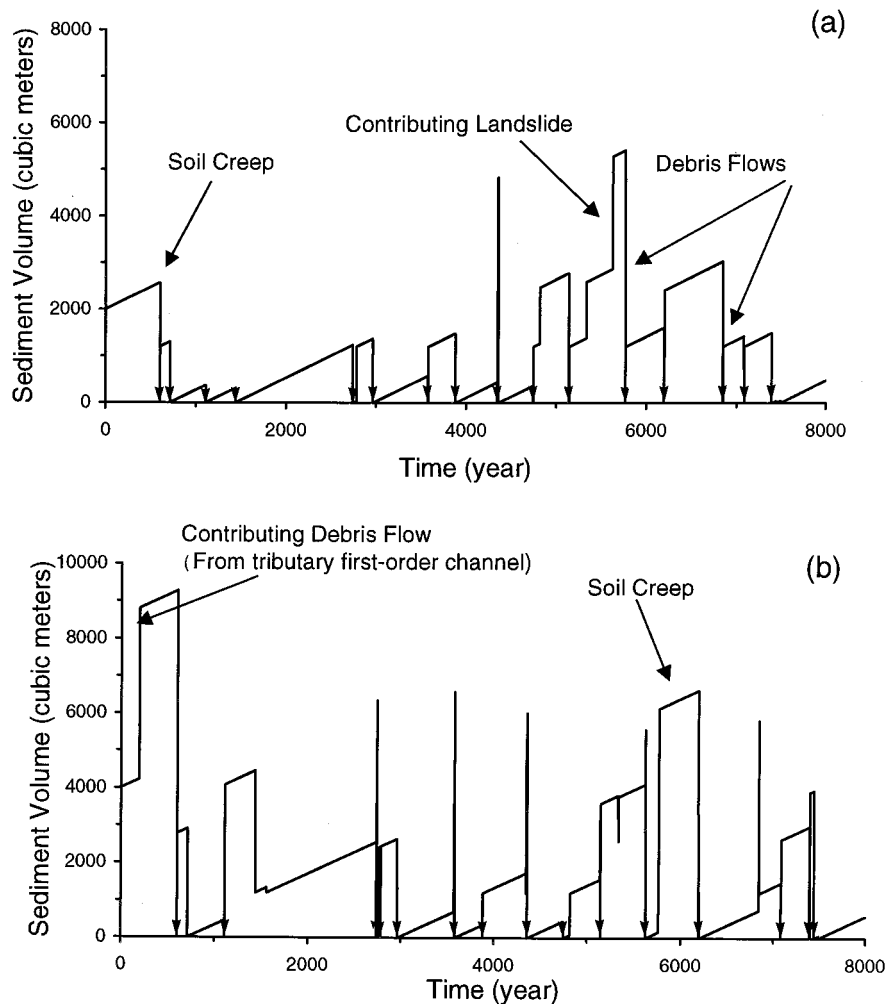 (a)
8000
6000
4000
2000
0
Sediment Volume (cubic meters)
Soil Creep
Contributing Landslide
Debris Flows
0 2000 4000 6000 8000
Time (year)
(b)
10000
8000
6000
4000
2000
0
Sediment Volume (cubic meters)
Contributing Debris Flow
(From tributary first-order channel)
Soil Creep
0 2000 4000 6000 8000
Time (year)